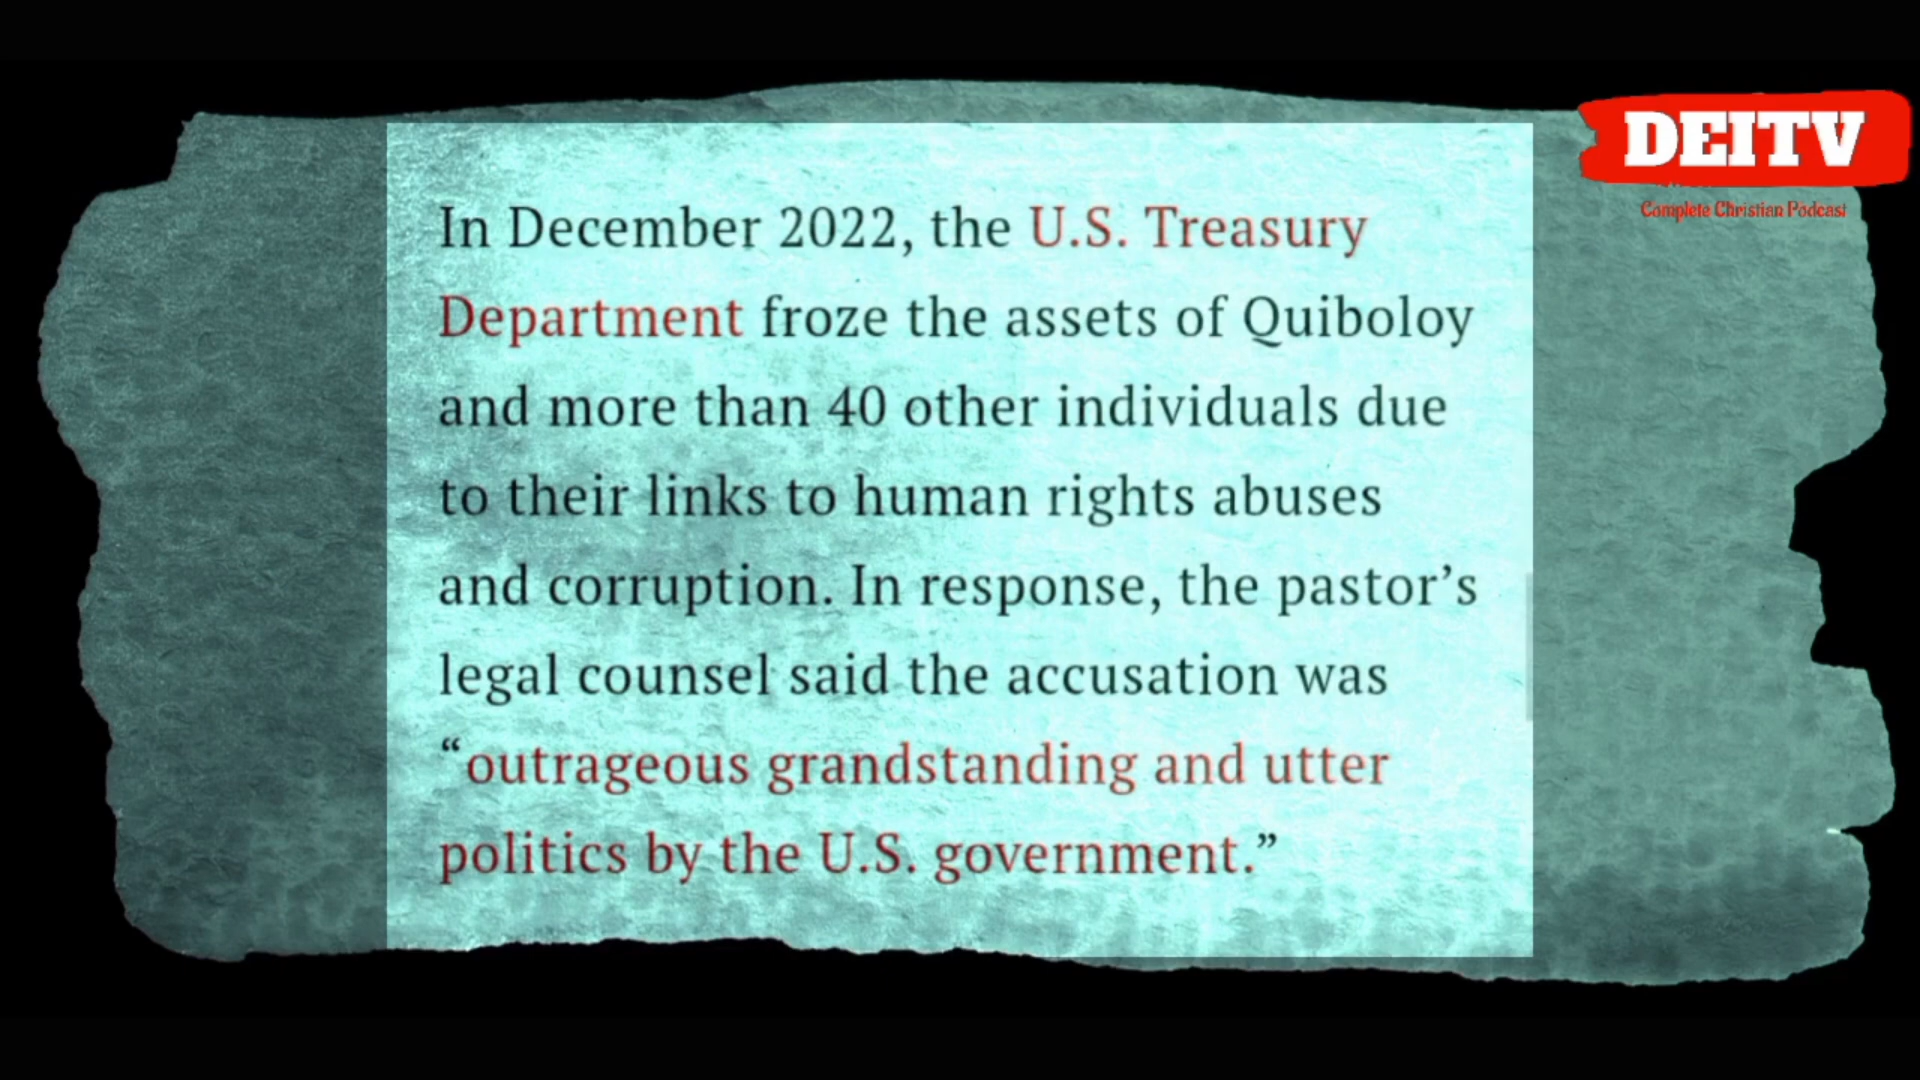 DEITV
Complete Christian Podcast
In December 2022, the U.S. Treasury
Department froze the assets of Quiboloy
and more than 40 other individuals due
to their links to human rights abuses
and corruption. In response, the pastor’s
legal counsel said the accusation was
“outrageous grandstanding and utter
politics by the U.S. government.”